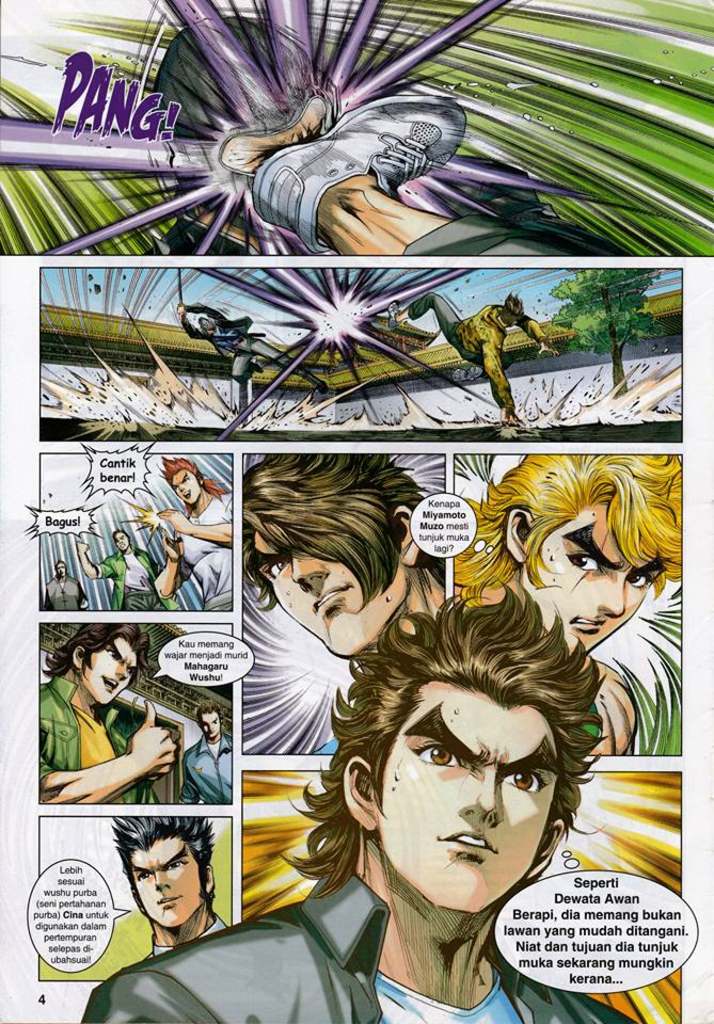 PANG!
Cantik
benar!
Bagus!
Kenapa
Miyamoto
Muzo mesti
tunjuk muka
lagi?
Kau memang
wajar menjadi murid
Mahagaru
Wushu!
Lebih
sesuai
wushu purba
(seni pertahanan
purba) Cina untuk
digunakan dalam
pertempuran
selepas di-
ubahsuai!
Seperti
Dewata Awan
Berapi, dia memang bukan
lawan yang mudah ditangani.
Niat dan tujuan dia tunjuk
muka sekarang mungkin
kerana...
4